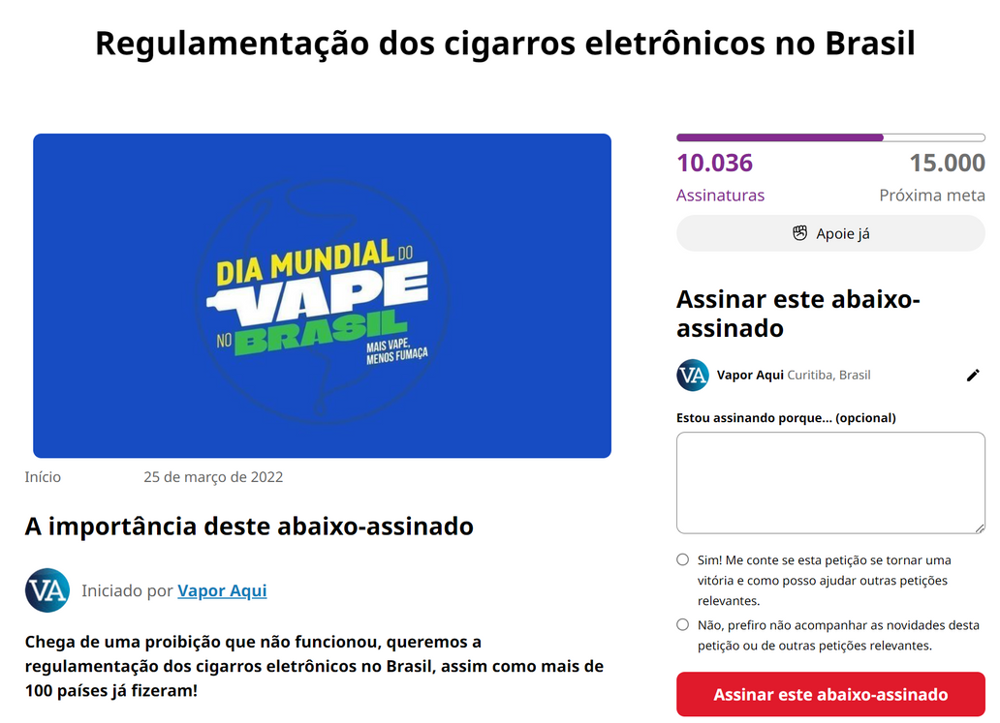 Regulamentação dos cigarros eletrônicos no Brasil
DIA MUNDIAL DO
VAPE
NO BRASIL
MAIS VAPE,
MENOS FUMAÇA
Início 25 de março de 2022
A importância deste abaixo-assinado
VA Iniciado por Vapor Aqui
Chega de uma proibição que não funcionou, queremos a
regulamentação dos cigarros eletrônicos no Brasil, assim como mais de
100 países já fizeram!
10.036 15.000
Assinaturas Próxima meta
Apoie já
Assinar este abaixo-
assinado
VA Vapor Aqui Curitiba, Brasil
Estou assinando porque... (opcional)
Sim! Me conte se esta petição se tornar uma
vitória e como posso ajudar outras petições
relevantes.
Não, prefiro não acompanhar as novidades desta
petição ou de outras petições relevantes.
Assinar este abaixo-assinado